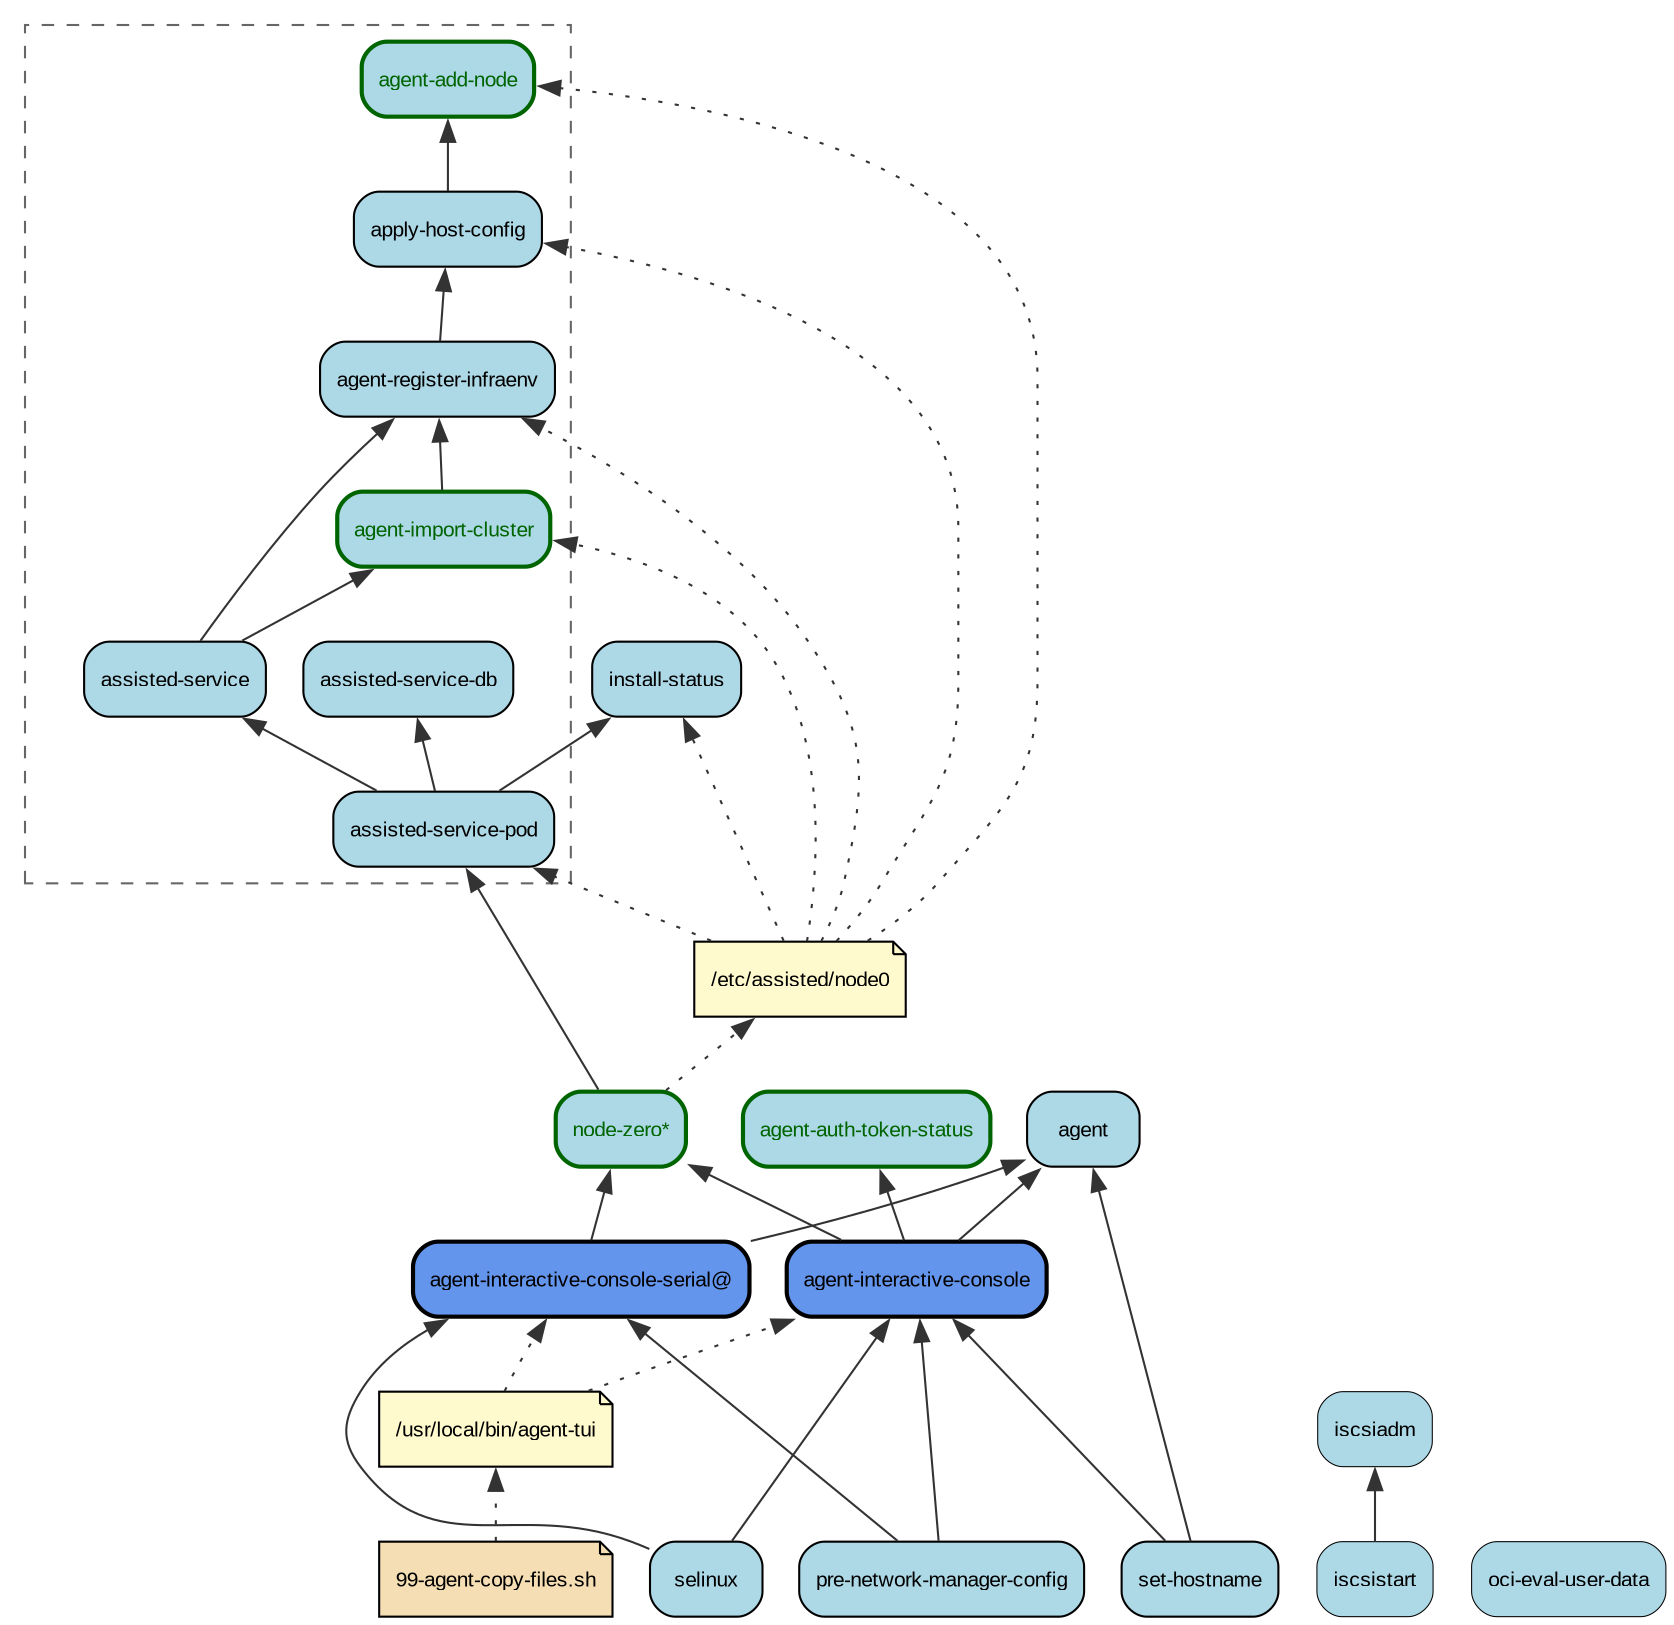 agent-add-node
apply-host-config
agent-register-infraenv
agent-import-cluster
assisted-service
assisted-service-db
install-status
assisted-service-pod
/etc/assisted/node0
node-zero*
agent-auth-token-status
agent
agent-interactive-console-serial@
agent-interactive-console
/usr/local/bin/agent-tui
iscsiadm
99-agent-copy-files.sh
selinux
pre-network-manager-config
set-hostname
iscsistart
oci-eval-user-data